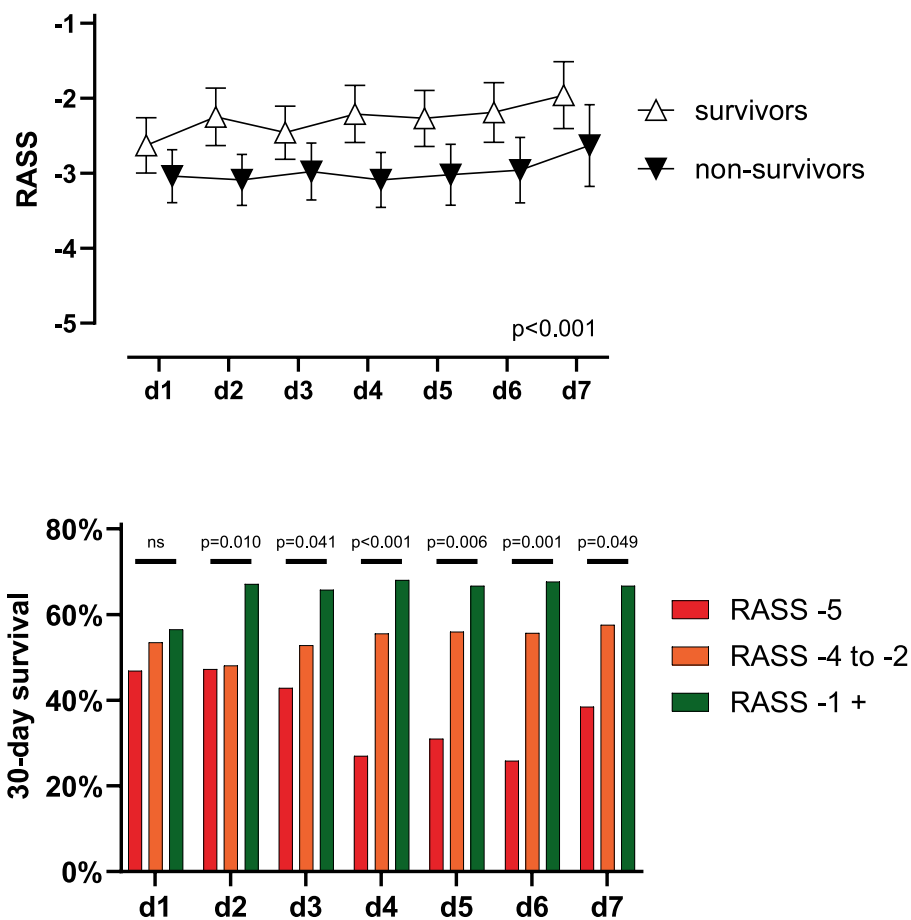 -1
-2
-3
-4
-5
RASS
survivors
non-survivors
p<0.001
d1 d2 d3 d4 d5 d6 d7
80%
60%
40%
20%
0%
30-day survival
ns p=0.010 p=0.041 p<0.001 p=0.006 p=0.001 p=0.049
RASS -5
RASS -4 to -2
RASS -1 +
d1 d2 d3 d4 d5 d6 d7